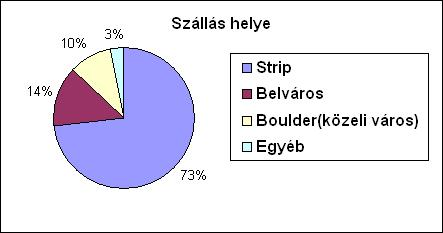 Szállás helye
3%
10%
14%
73%
Strip
Belváros
Boulder(közeli város)
Egyéb